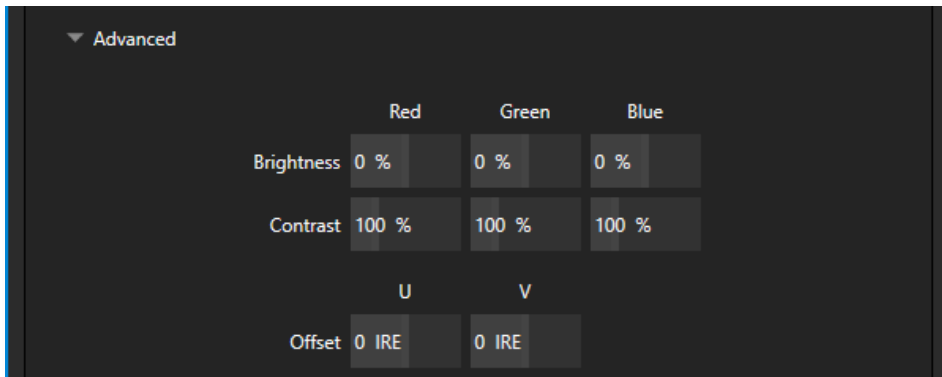 Advanced
Red Green Blue
Brightness 0 % 0 % 0 %
Contrast 100 % 100 % 100 %
U V
Offset 0 IRE 0 IRE